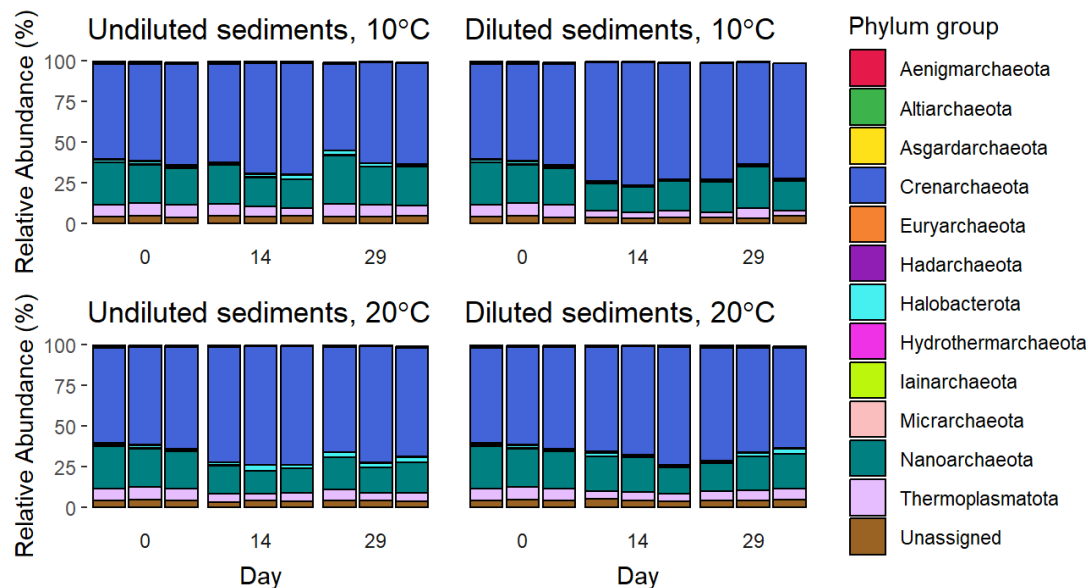 Undiluted sediments, 10°C
Diluted sediments, 10°C
Relative Abundance (%)
100
75
50
25
0
0
14
29
0
14
29
Undiluted sediments, 20°C
Diluted sediments, 20°C
Relative Abundance (%)
100
75
50
25
0
0
14
29
0
14
29
Day
Day
Phylum group
Aenigmarchaeota
Altiarchaeota
Asgardarchaeota
Crenarchaeota
Euryarchaeota
Hadarchaeota
Halobacterota
Hydrothermarchaeota
Iainarchaeota
Micrarchaeota
Nanoarchaeota
Thermoplasmatota
Unassigned